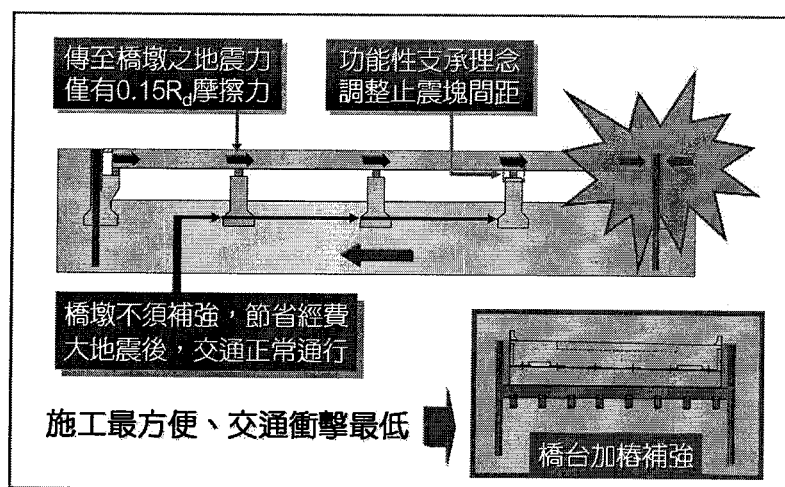 傳至橋墩之地震力
僅有0.15Rd摩擦力
功能性支承理念
調整止震塊間距
橋墩不須補強，節省經費
大地震後，交通正常通行
施工最方便、交通衝擊最低
橋台加樁補強